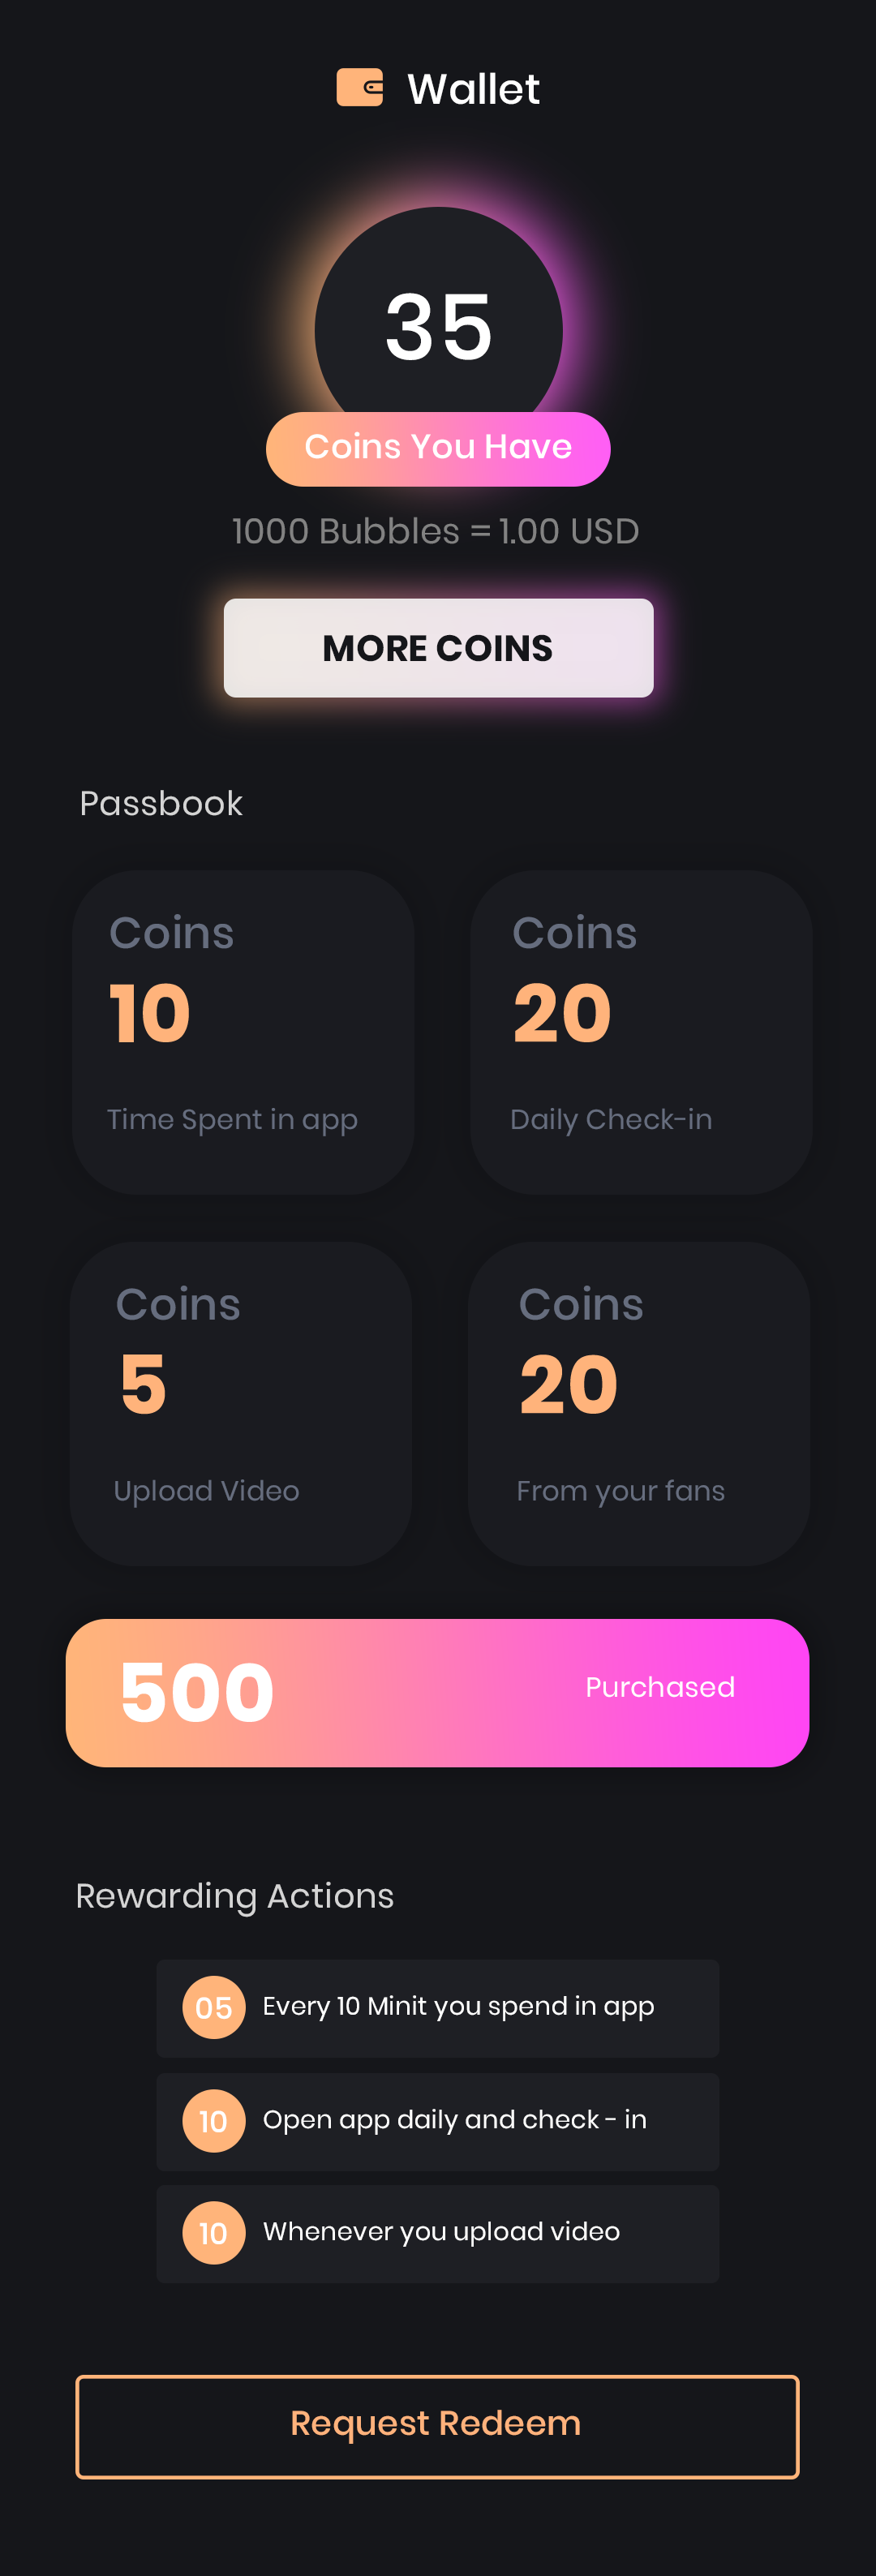 Wallet
35
Coins You Have
1000 Bubbles = 1.00 USD
MORE COINS
Passbook
Coins
10
Time Spent in app
Coins
20
Daily Check-in
Coins
5
Upload Video
Coins
20
From your fans
500
Purchased
Rewarding Actions
05 Every 10 Minit you spend in app
10 Open app daily and check - in
10 Whenever you upload video
Request Redeem